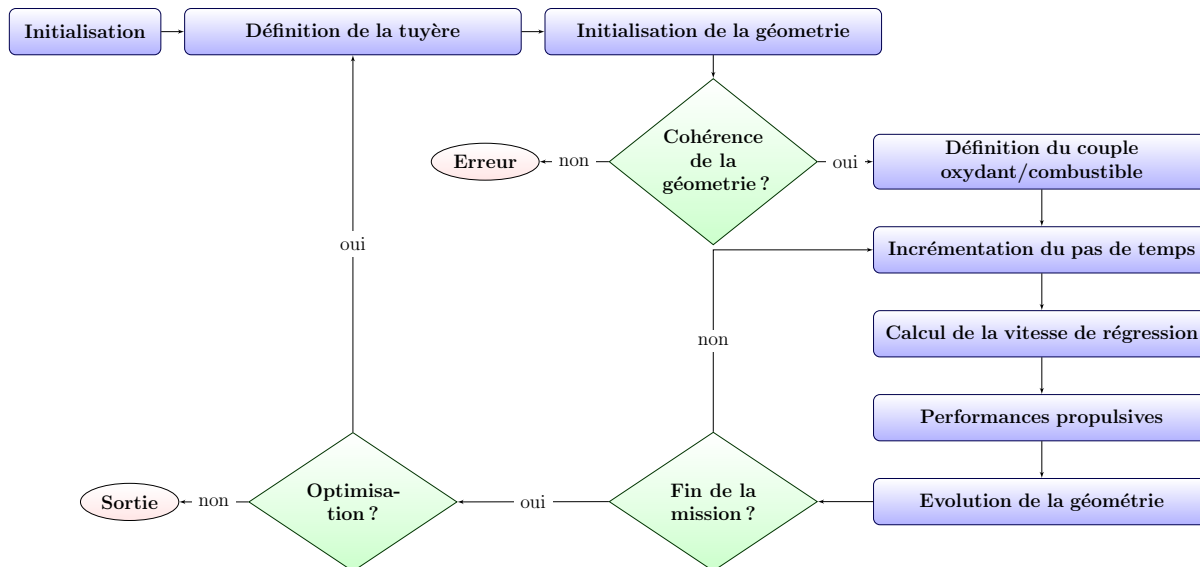 Initialisation
Définition de la tuyère
Initialisation de la géometrie
Cohérence
de la
géometrie ?
non
Erreur
oui
Définition du couple
oxydant/combustible
Incrémentation du pas de temps
oui
non
Calcul de la vitesse de régression
Performances propulsives
Evolution de la géométrie
Fin de la
mission ?
oui
Optimisa-
tion ?
non
Sortie